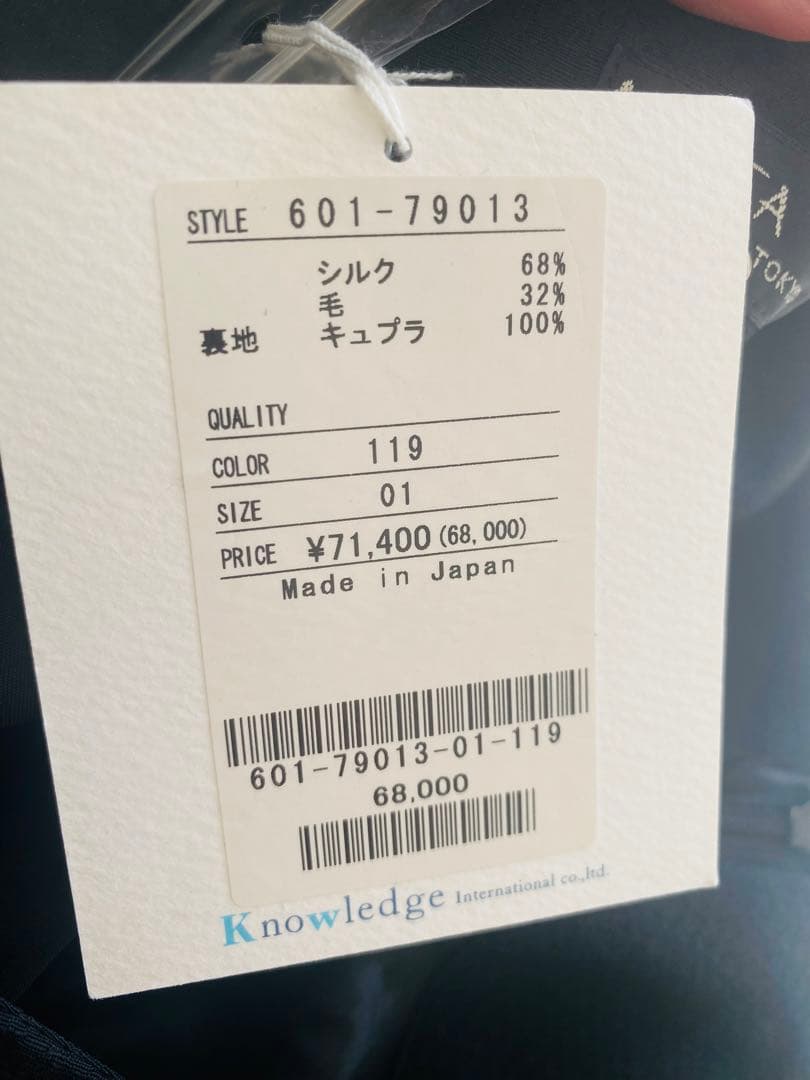 STYLE 601-79013
シルク 68%
毛 32%
裏地 キュプラ 100%
QUALITY
COLOR 119
SIZE 01
PRICE ¥71,400(68,000)
Made in Japan
601-79013-01-119
68,000
Knowledge International co.,ltd.